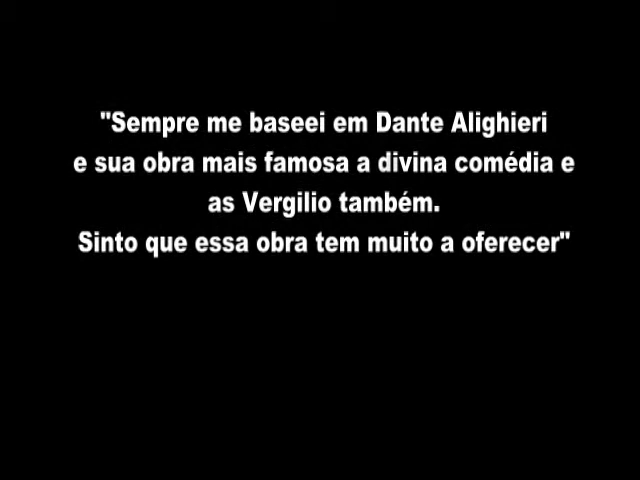 "Sempre me baseei em Dante Alighieri
e sua obra mais famosa a divina comédia e
as Vergilio também.
Sinto que essa obra tem muito a oferecer"